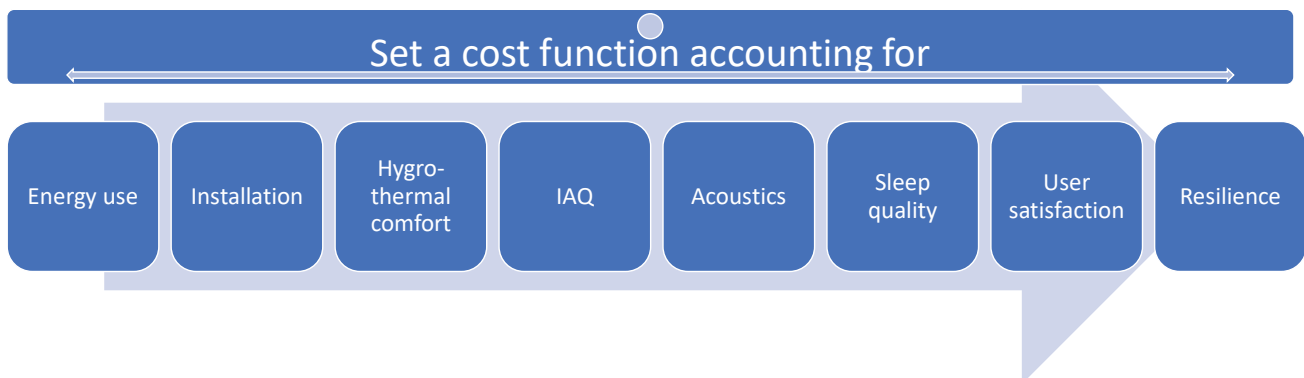 Set a cost function accounting for
Energy use
Installation
Hygro-
thermal
comfort
IAQ
Acoustics
Sleep
quality
User
satisfaction
Resilience